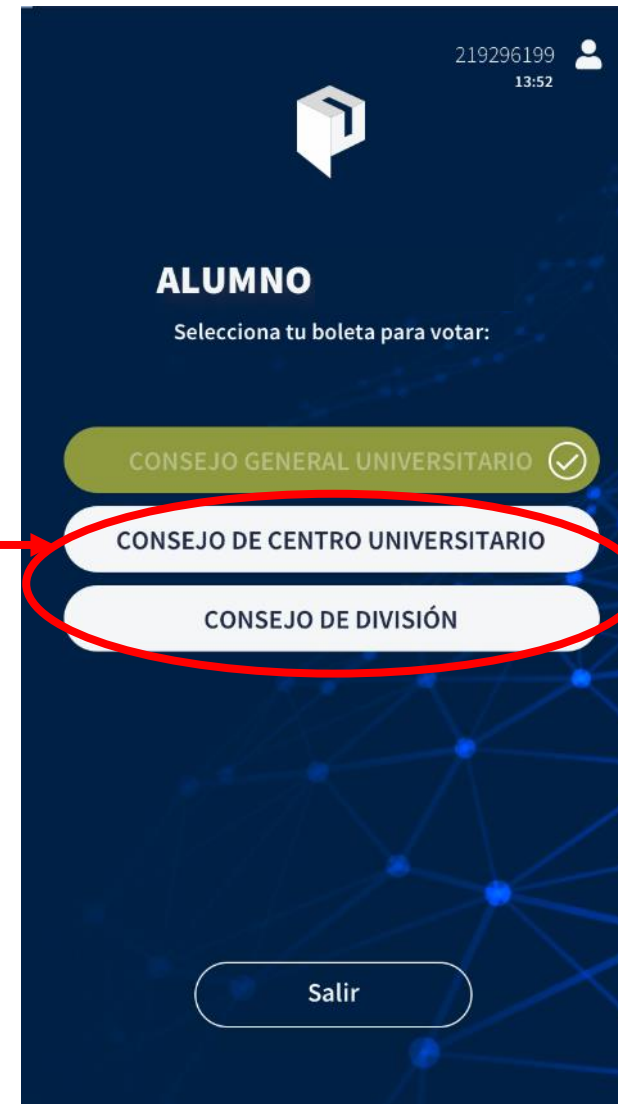 219296199
13:52
ALUMNO
Selecciona tu boleta para votar:
CONSEJO GENERAL UNIVERSITARIO
CONSEJO DE CENTRO UNIVERSITARIO
CONSEJO DE DIVISIÓN
Salir